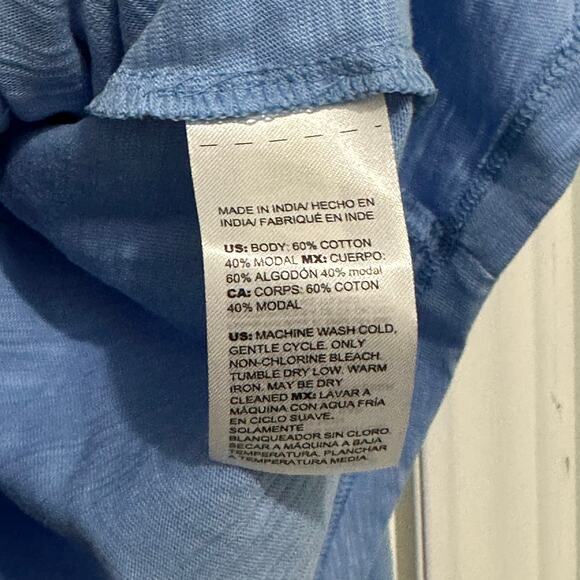 MADE IN INDIA/ HECHO EN
INDIA/ FABRIQUÉ EN INDE
US: BODY: 60% COTTON
40% MODAL MX: CUERPO:
60% ALGODÓN 40% modal
CA: CORPS: 60% COTON
40% MODAL
US: MACHINE WASH COLD,
GENTLE CYCLE. ONLY
NON-CHLORINE BLEACH.
TUMBLE DRY LOW. WARM
IRON. MAY BE DRY
CLEANED MX: LAVAR A
MÁQUINA CON AGUA FRÍA
EN CICLO SUAVE.
SOLAMENTE
BLANQUEADOR SIN CLORO.
SECAR A MÁQUINA A BAJA
TEMPERATURA. PLANCHAR
A TEMPERATURA MEDIA.